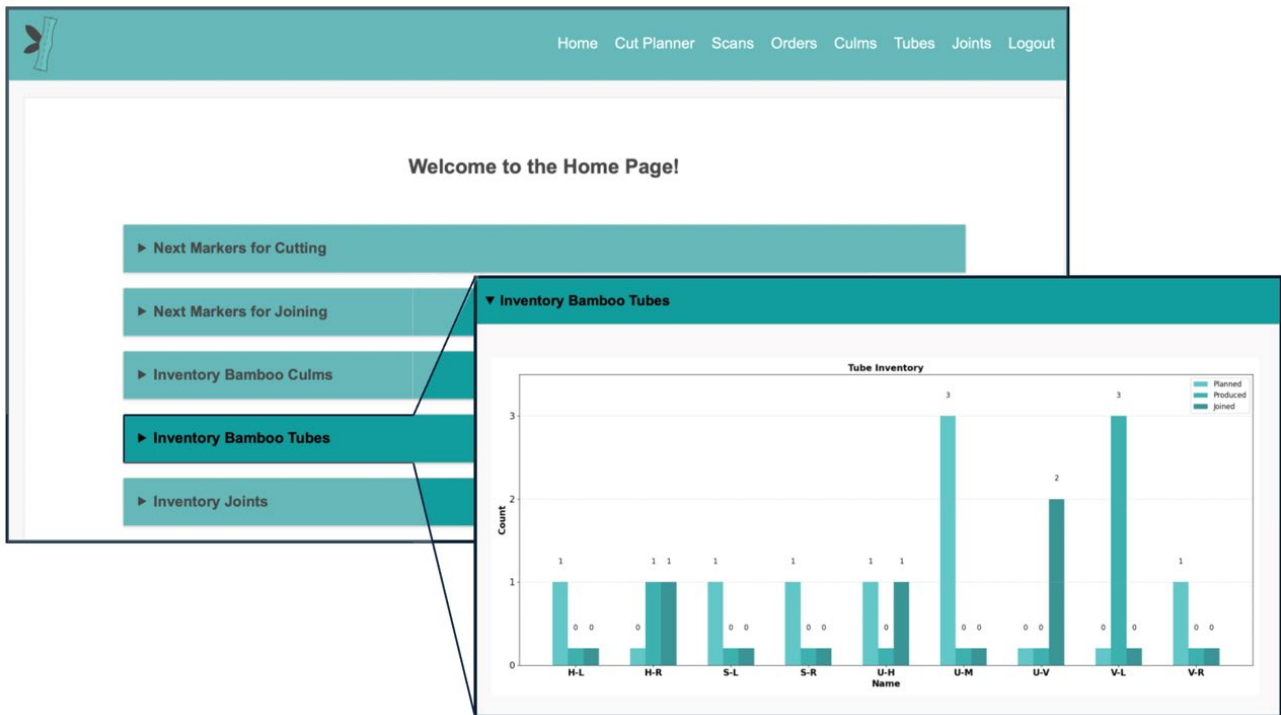 Home Cut Planner Scans Orders Culms Tubes Joints Logout
Welcome to the Home Page!
Next Markers for Cutting
Next Markers for Joining
Inventory Bamboo Culms
Inventory Bamboo Tubes
Inventory Joints
Inventory Bamboo Tubes
Tube Inventory
Planned
Produced
Joined
Count
3
2
1
0
1 0 0
0 1 1
1 0 0
1 0 0
1 0 1
3 0 0
0 0 2
0 3 0
1 0 0
H-L H-R S-L S-R U-H U-M U-V V-L V-R
Name